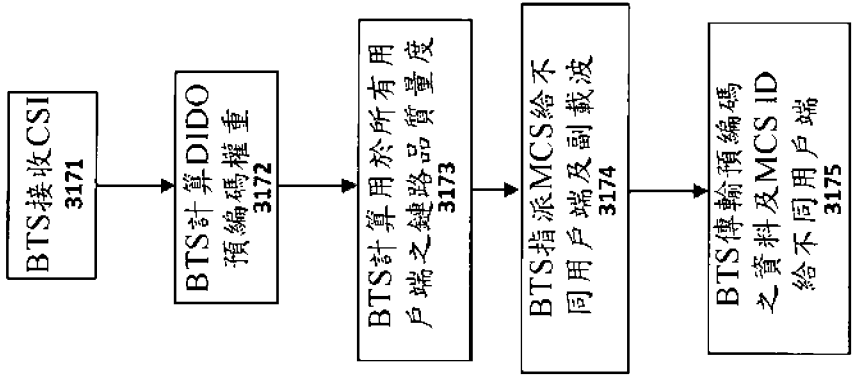 BTS接收CSI
3171
BTS計算DIDO
預編碼權重
3172
BTS計算用於所有用
戶端之鏈路品質量度
3173
BTS指派MCS給不
同用戶端及副載波
3174
BTS傳輸預編碼
之資料及MCS ID
給不同用戶端
3175